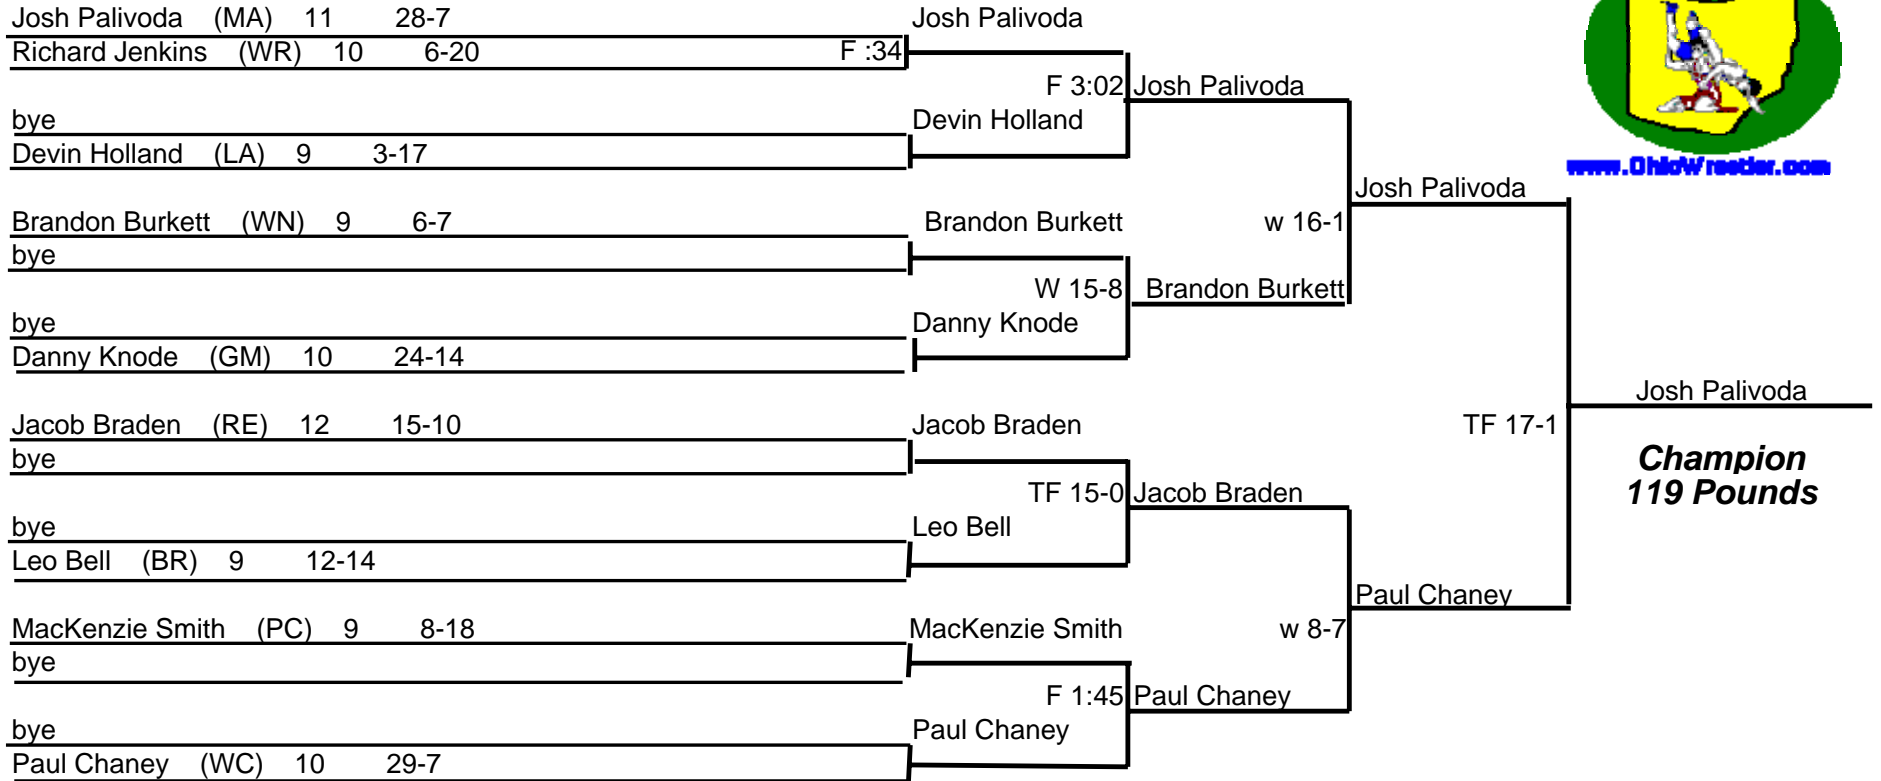 Josh Palivoda (MA) 11 28-7
Josh Palivoda
Richard Jenkins (WR) 10 6-20
F :34
F 3:02
Josh Palivoda
bye
Devin Holland
Devin Holland (LA) 9 3-17
www.OhioWrestler.com
Josh Palivoda
Brandon Burkett (WN) 9 6-7
Brandon Burkett
w 16-1
bye
W 15-8
Brandon Burkett
bye
Danny Knode
Danny Knode (GM) 10 24-14
Josh Palivoda
Jacob Braden (RE) 12 15-10
Jacob Braden
TF 17-1
bye
Champion
119 Pounds
TF 15-0
Jacob Braden
bye
Leo Bell
Leo Bell (BR) 9 12-14
Paul Chaney
MacKenzie Smith (PC) 9 8-18
MacKenzie Smith
w 8-7
bye
F 1:45
Paul Chaney
bye
Paul Chaney
Paul Chaney (WC) 10 29-7